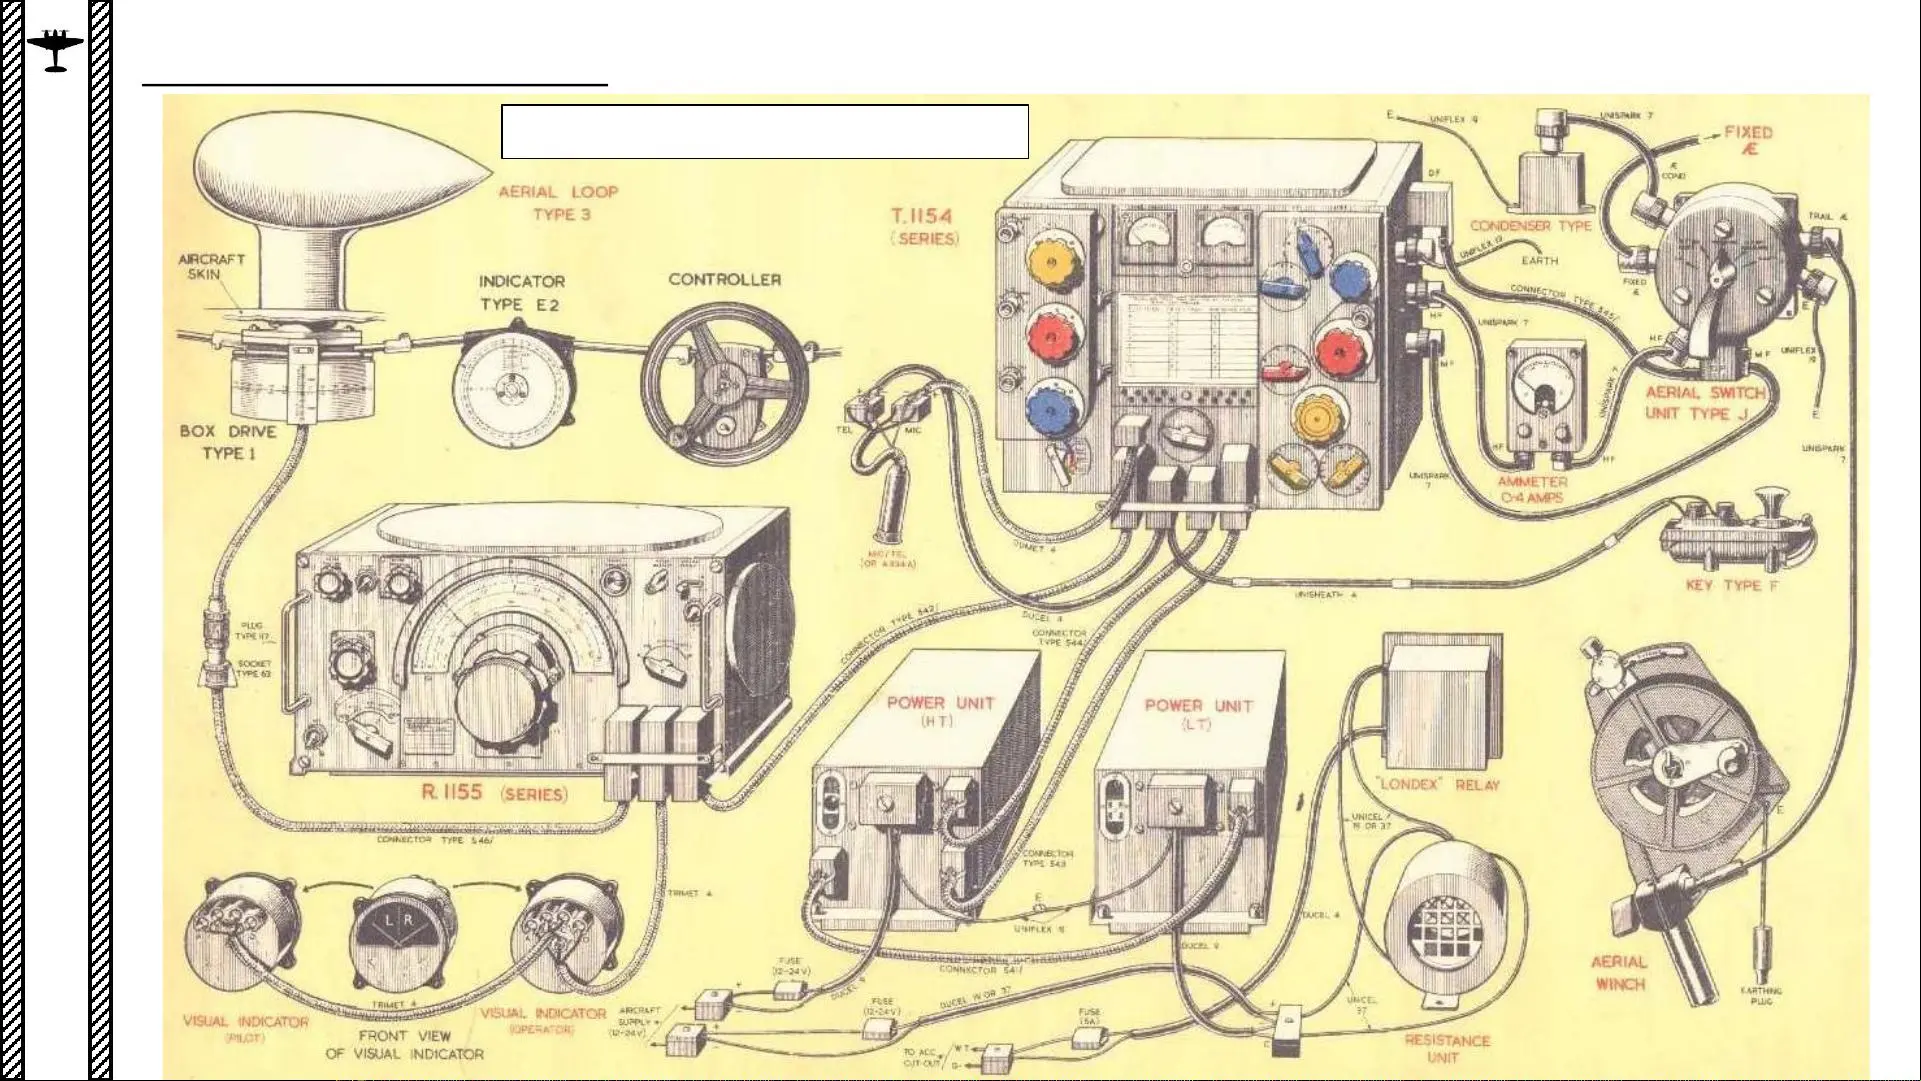 AERIAL LOOP
TYPE 3
AIRCRAFT
SKIN
INDICATOR
TYPE E2
CONTROLLER
BOX DRIVE
TYPE 1
T.1154
(SERIES)
E
UNIFLEX 19
UNISPARK 7
FIXED
Æ
Æ
COND
CONDENSER TYPE
TRAIL Æ
DF
UNIFLEX 19
EARTH
FIXED
Æ
CONNECTOR TYPE 545/
E
HF
UNISPARK 7
HF
MF
UNIFLEX
19
MF
UNISPARK 7
AERIAL SWITCH
UNIT TYPE J
E
TEL
MIC
HF
HF
UNISPARK
7
UNISPARK
7
AMMETER
0-4 AMPS
MIC/TEL
DUMET 4
KEY TYPE F
UNISHEATH 4
CONNECTOR TYPE 542/
DUCEL 4
CONNECTOR
TYPE 544/
PLUG
TYPE 117
SOCKET
TYPE 63
POWER UNIT
(HT)
POWER UNIT
(LT)
"LONDEX" RELAY
R.1155 (SERIES)
UNICEL
19 OR 37
E
CONNECTOR TYPE 546/
CONNECTOR
TYPE 543
TRIMET 4
E
L R
UNIFLEX 19
DUCEL 4
DUCEL 9
CONNECTOR 541/
AERIAL
WINCH
FUSE
(12-24V)
DUCEL 9
EARTHING
PLUG
TRIMET 4
DUCEL 19 OR 37
FUSE
(12-24V)
UNICEL
37
VISUAL INDICATOR
(PILOT)
VISUAL INDICATOR
(OPERATOR)
AIRCRAFT
SUPPLY
(12-24V)
FUSE
(5A)
FRONT VIEW
OF VISUAL INDICATOR
RESISTANCE
UNIT
TO ACC.
CUT-OUT